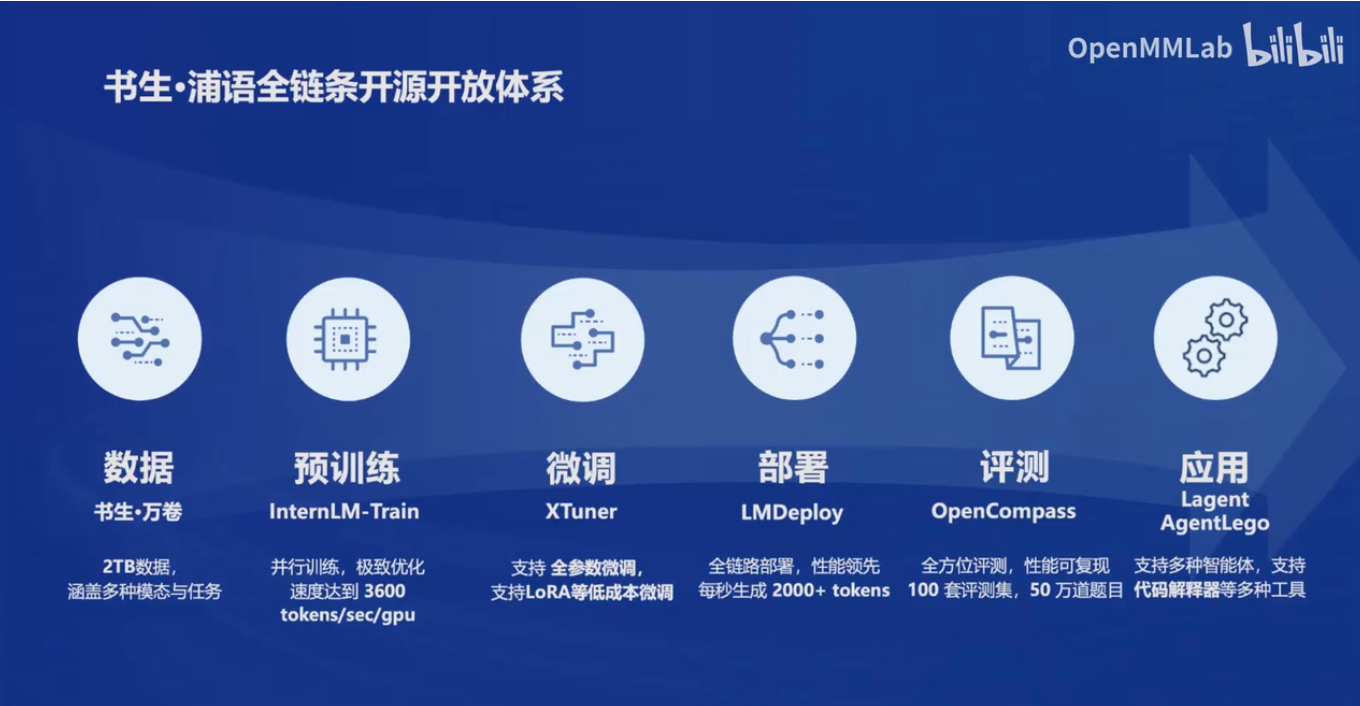 OpenMMLab bilibili
书生·浦语全链条开源开放体系
数据
书生·万卷
2TB数据，
涵盖多种模态与任务
预训练
InternLM-Train
并行训练，极致优化
速度达到 3600
tokens/sec/gpu
微调
XTuner
支持 全参数微调，
支持LoRA等低成本微调
部署
LMDeploy
全链路部署，性能领先
每秒生成 2000+ tokens
评测
OpenCompass
全方位评测，性能可复现
100 套评测集，50 万道题目
应用
Lagent
AgentLego
支持多种智能体，支持
代码解释器等多种工具